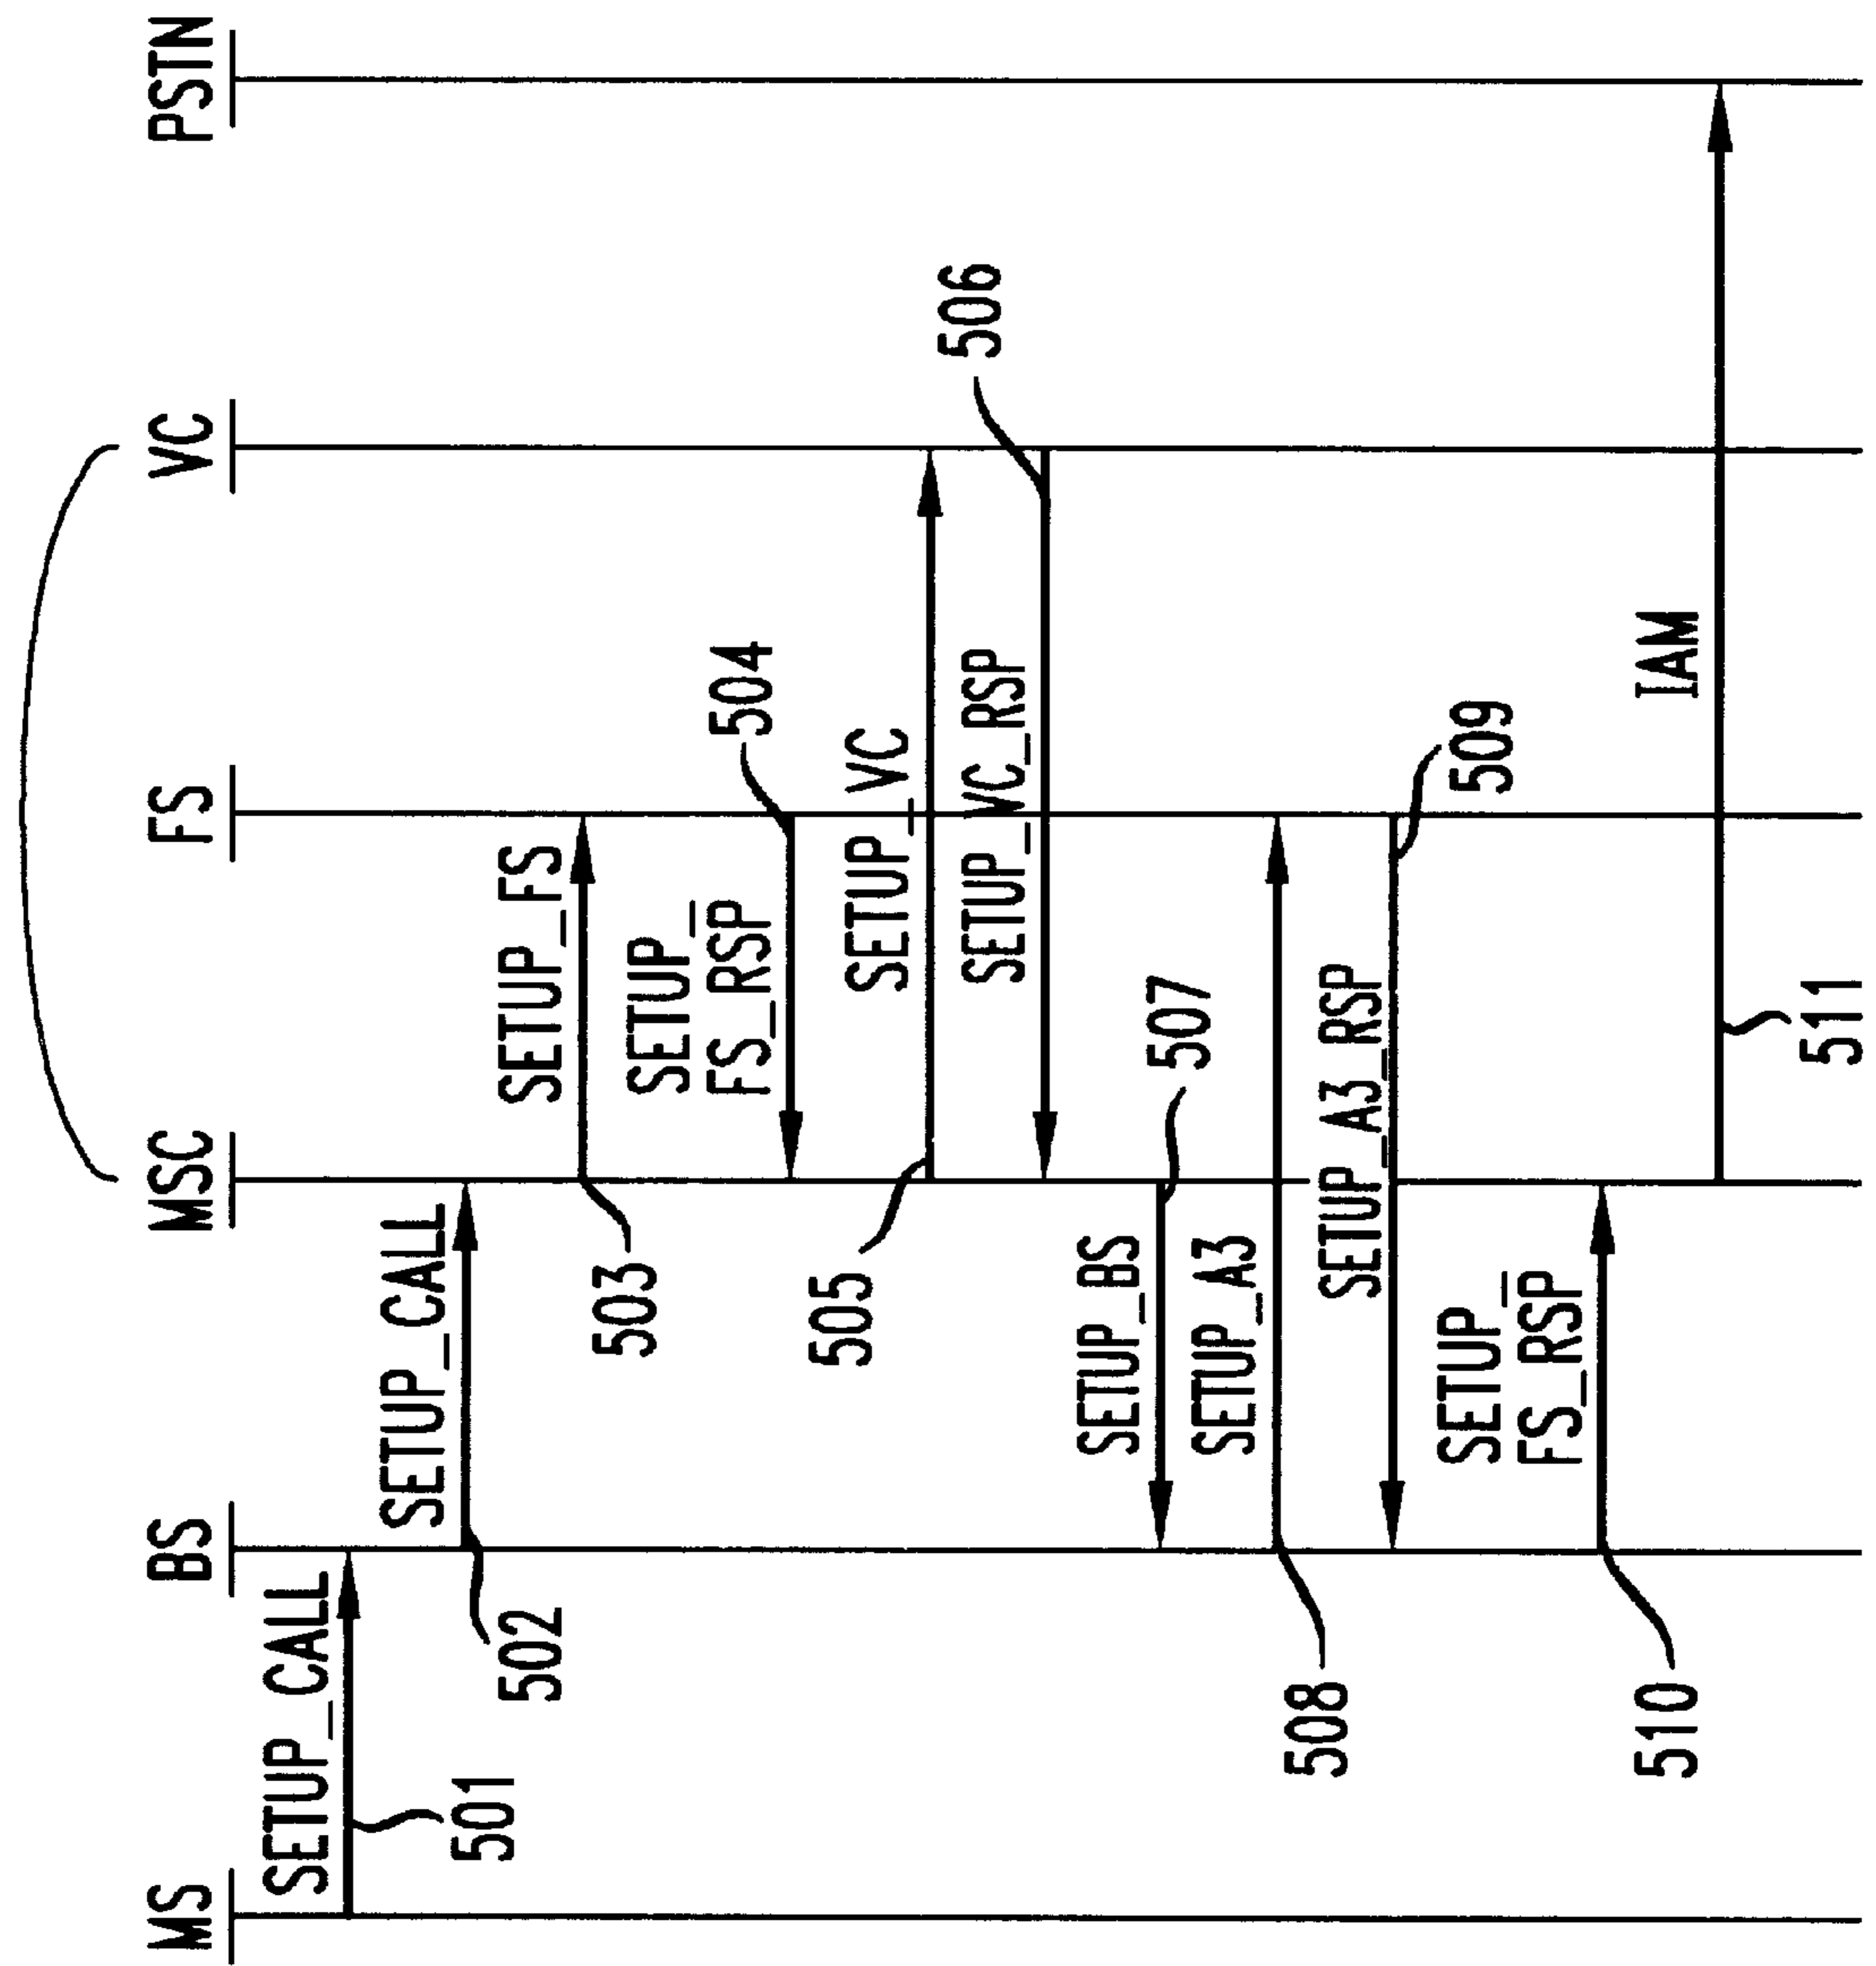 MS
BS
MSC
FS
VC
PSTN
SETUP_CALL
501
SETUP_CALL
502
SETUP_FS
503
SETUP_
FS_RSP
504
SETUP_VC
505
SETUP_VC_RSP
506
SETUP_BS
507
SETUP_A3
508
SETUP_A3_RSP
509
SETUP_
FS_RSP
510
IAM
511